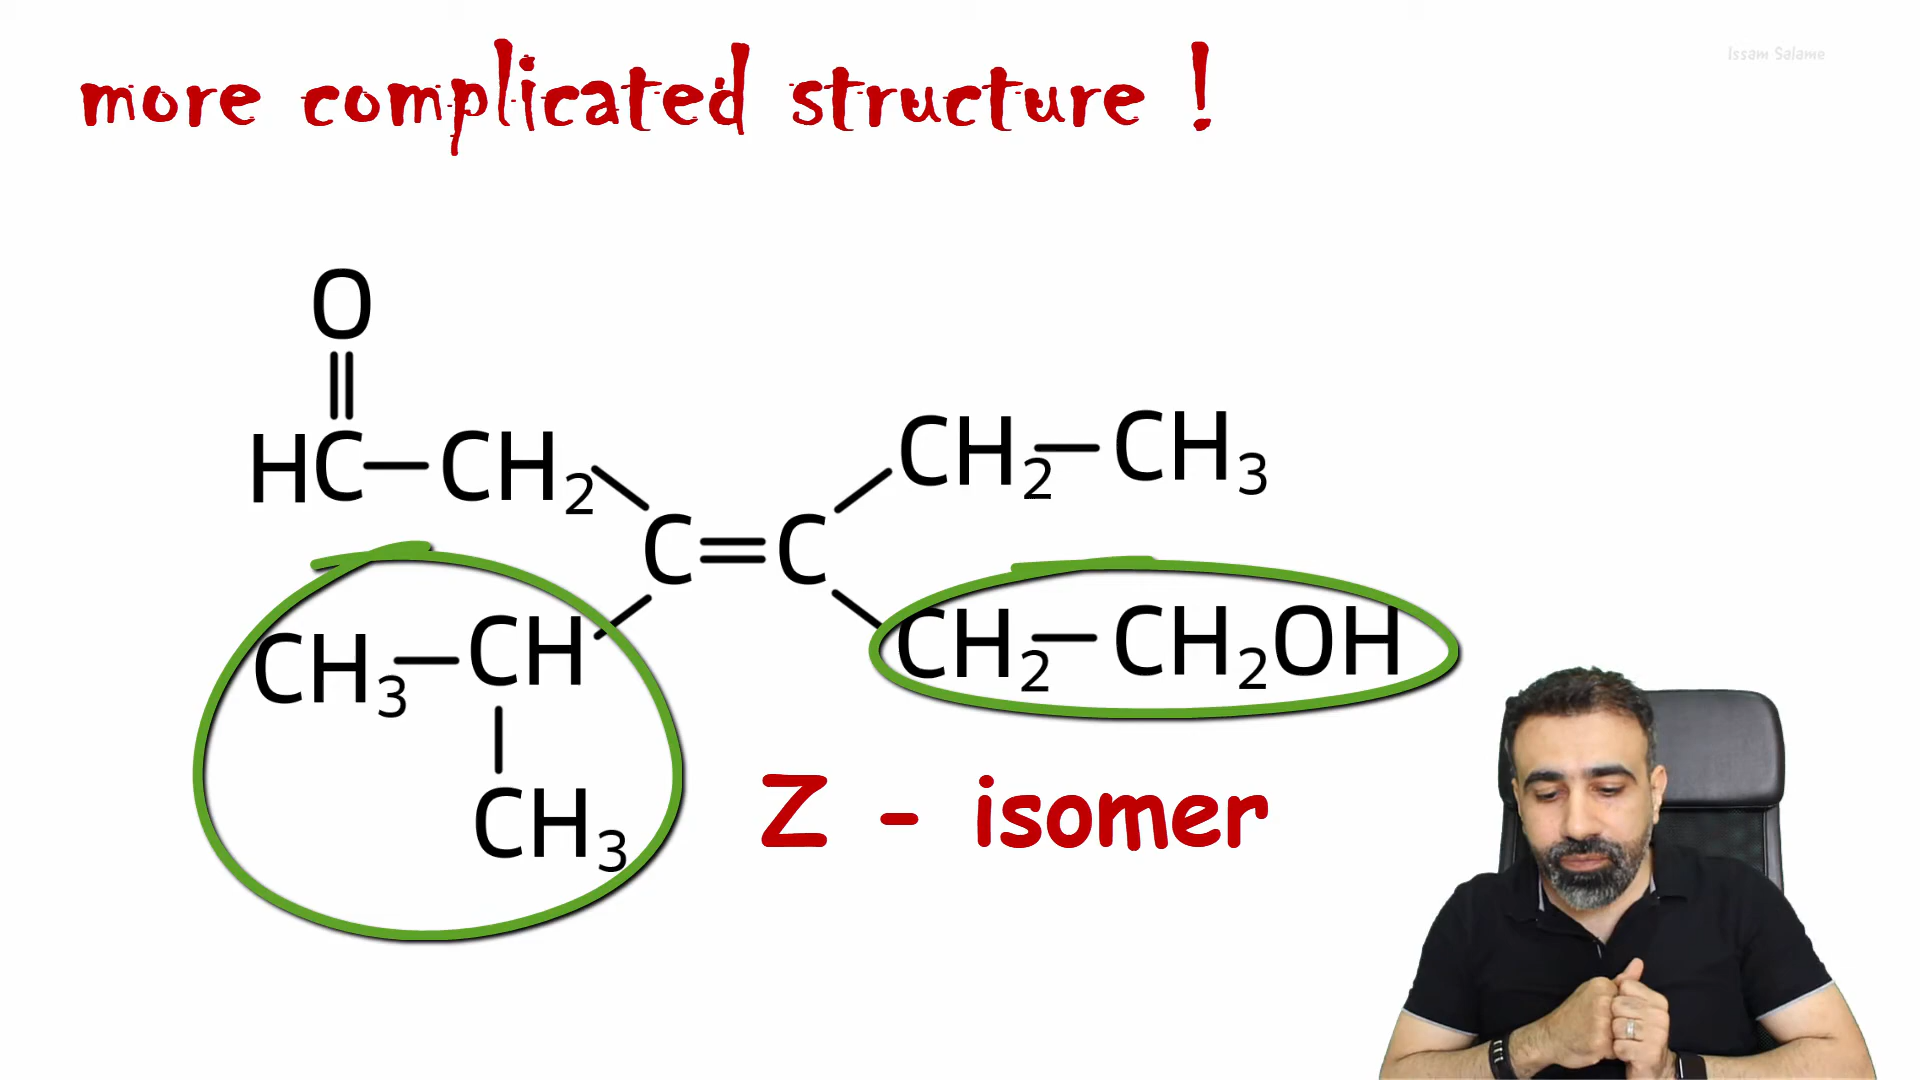 Issam Salame
more complicated structure !
O
HC—CH₂
CH₂—CH₃
C=C
CH₃—CH
CH₂—CH₂OH
CH₃
Z - isomer